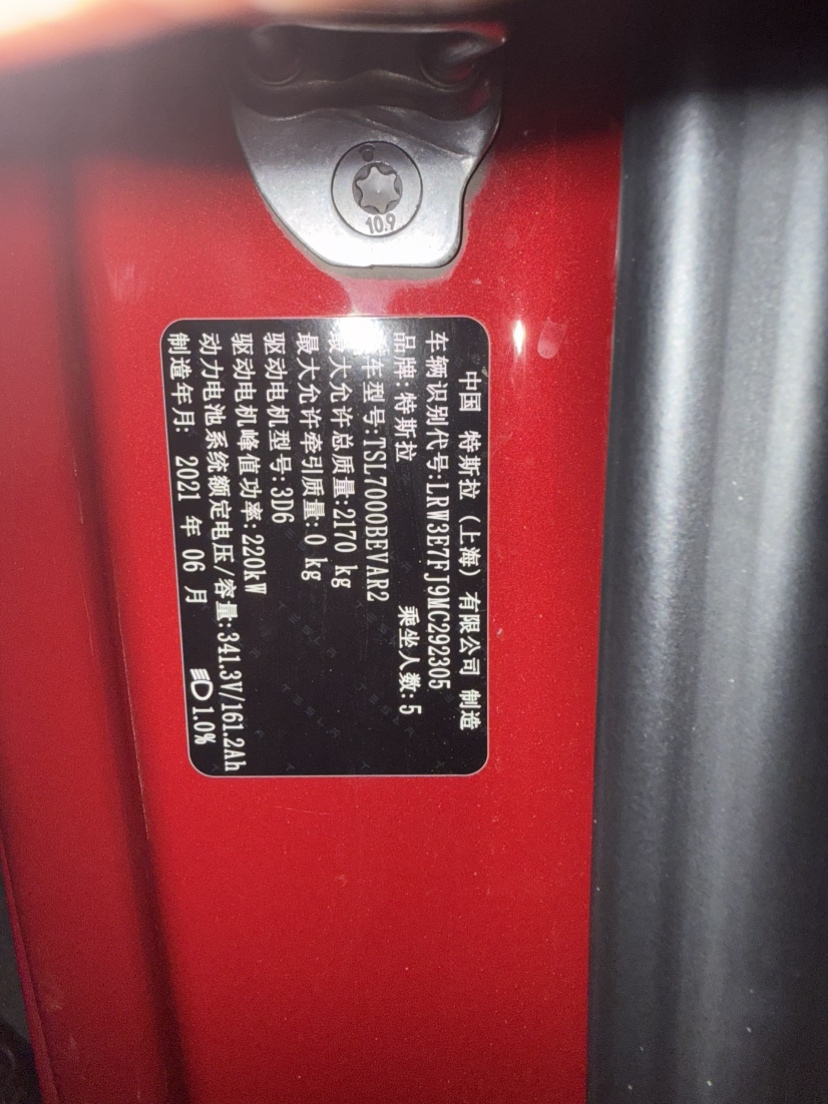 中国 特斯拉(上海)有限公司 制造
车辆识别代号:LRW3E7FJ9MC292305
品牌:特斯拉 乘坐人数:5
车型号:TSL7000BEVAR2
最大允许总质量:2170 kg
最大允许牵引质量:0 kg
驱动电机型号:3D6
驱动电机峰值功率:220kW
动力电池系统额定电压/容量:341.3V/161.2Ah
制造年月: 2021 年 06 月 1.0%
10.9
TESLA